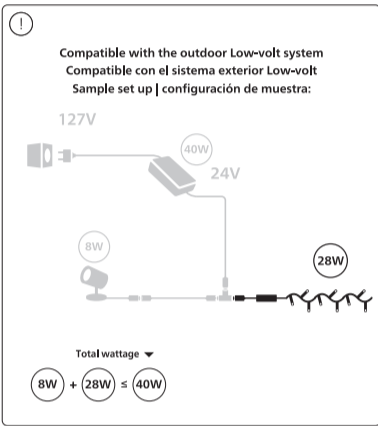 !
Compatible with the outdoor Low-volt system
Compatible con el sistema exterior Low-volt
Sample set up | configuración de muestra:
127V
40W
24V
8W
28W
Total wattage ▼
8W + 28W ≤ 40W